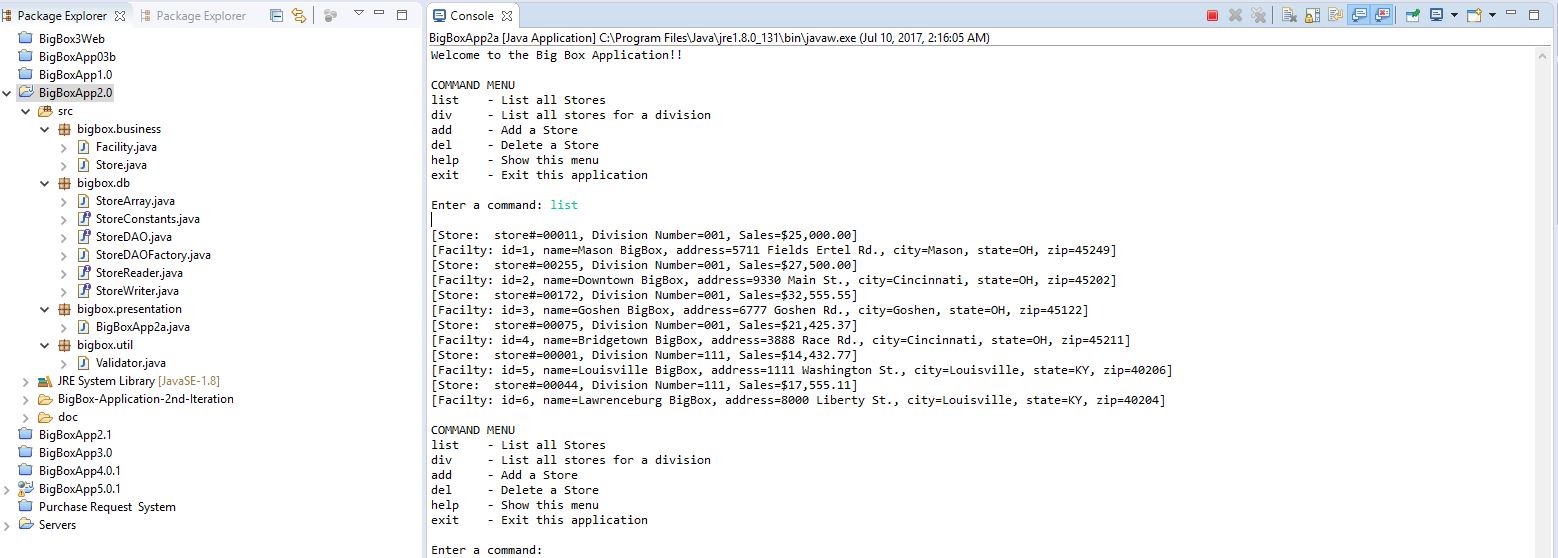 Package Explorer
Package Explorer
BigBox3Web
BigBoxApp03b
BigBoxApp1.0
BigBoxApp2.0
src
bigbox.business
Facility.java
Store.java
bigbox.db
StoreArray.java
StoreConstants.java
StoreDAO.java
StoreDAOFactory.java
StoreReader.java
StoreWriter.java
bigbox.presentation
BigBoxApp2a.java
bigbox.util
Validator.java
JRE System Library [JavaSE-1.8]
BigBox-Application-2nd-Iteration
doc
BigBoxApp2.1
BigBoxApp3.0
BigBoxApp4.0.1
BigBoxApp5.0.1
Purchase Request System
Servers
Console
BigBoxApp2a [Java Application] C:\Program Files\Java\jre1.8.0_131\bin\javaw.exe (Jul 10, 2017, 2:16:05 AM)
Welcome to the Big Box Application!!
COMMAND MENU
list - List all Stores
div - List all stores for a division
add - Add a Store
del - Delete a Store
help - Show this menu
exit - Exit this application
Enter a command: list
[Store: store#=00011, Division Number=001, Sales=$25,000.00]
[Facilty: id=1, name=Mason BigBox, address=5711 Fields Ertel Rd., city=Mason, state=OH, zip=45249]
[Store: store#=00255, Division Number=001, Sales=$27,500.00]
[Facilty: id=2, name=Downtown BigBox, address=9330 Main St., city=Cincinnati, state=OH, zip=45202]
[Store: store#=00172, Division Number=001, Sales=$32,555.55]
[Facilty: id=3, name=Goshen BigBox, address=6777 Goshen Rd., city=Goshen, state=OH, zip=45122]
[Store: store#=00075, Division Number=001, Sales=$21,425.37]
[Facilty: id=4, name=Bridgetown BigBox, address=3888 Race Rd., city=Cincinnati, state=OH, zip=45211]
[Store: store#=00001, Division Number=111, Sales=$14,432.77]
[Facilty: id=5, name=Louisville BigBox, address=1111 Washington St., city=Louisville, state=KY, zip=40206]
[Store: store#=00044, Division Number=111, Sales=$17,555.11]
[Facilty: id=6, name=Lawrenceburg BigBox, address=8000 Liberty St., city=Louisville, state=KY, zip=40204]
COMMAND MENU
list - List all Stores
div - List all stores for a division
add - Add a Store
del - Delete a Store
help - Show this menu
exit - Exit this application
Enter a command: